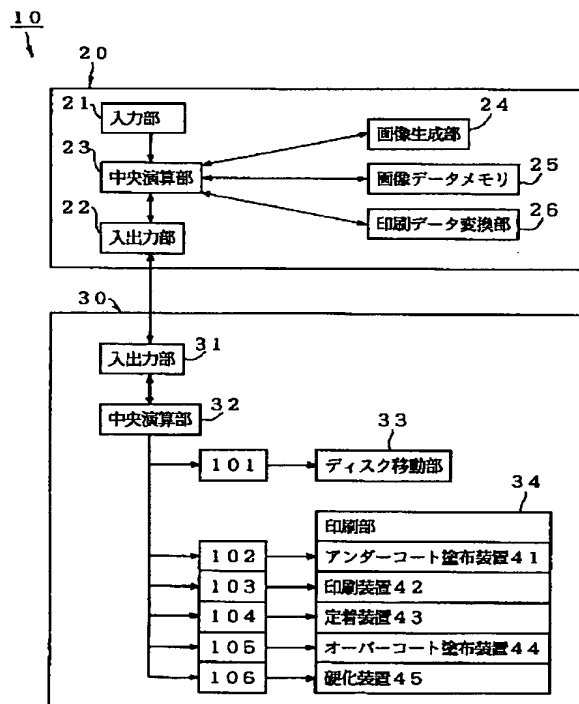 10
20
21
入力部
24
画像生成部
23
中央演算部
25
画像データメモリ
22
入出力部
26
印刷データ変換部
30
31
入出力部
32
中央演算部
33
101
ディスク移動部
34
印刷部
102
アンダーコート塗布装置41
103
印刷装置42
104
定着装置43
105
オーバーコート塗布装置44
106
硬化装置45